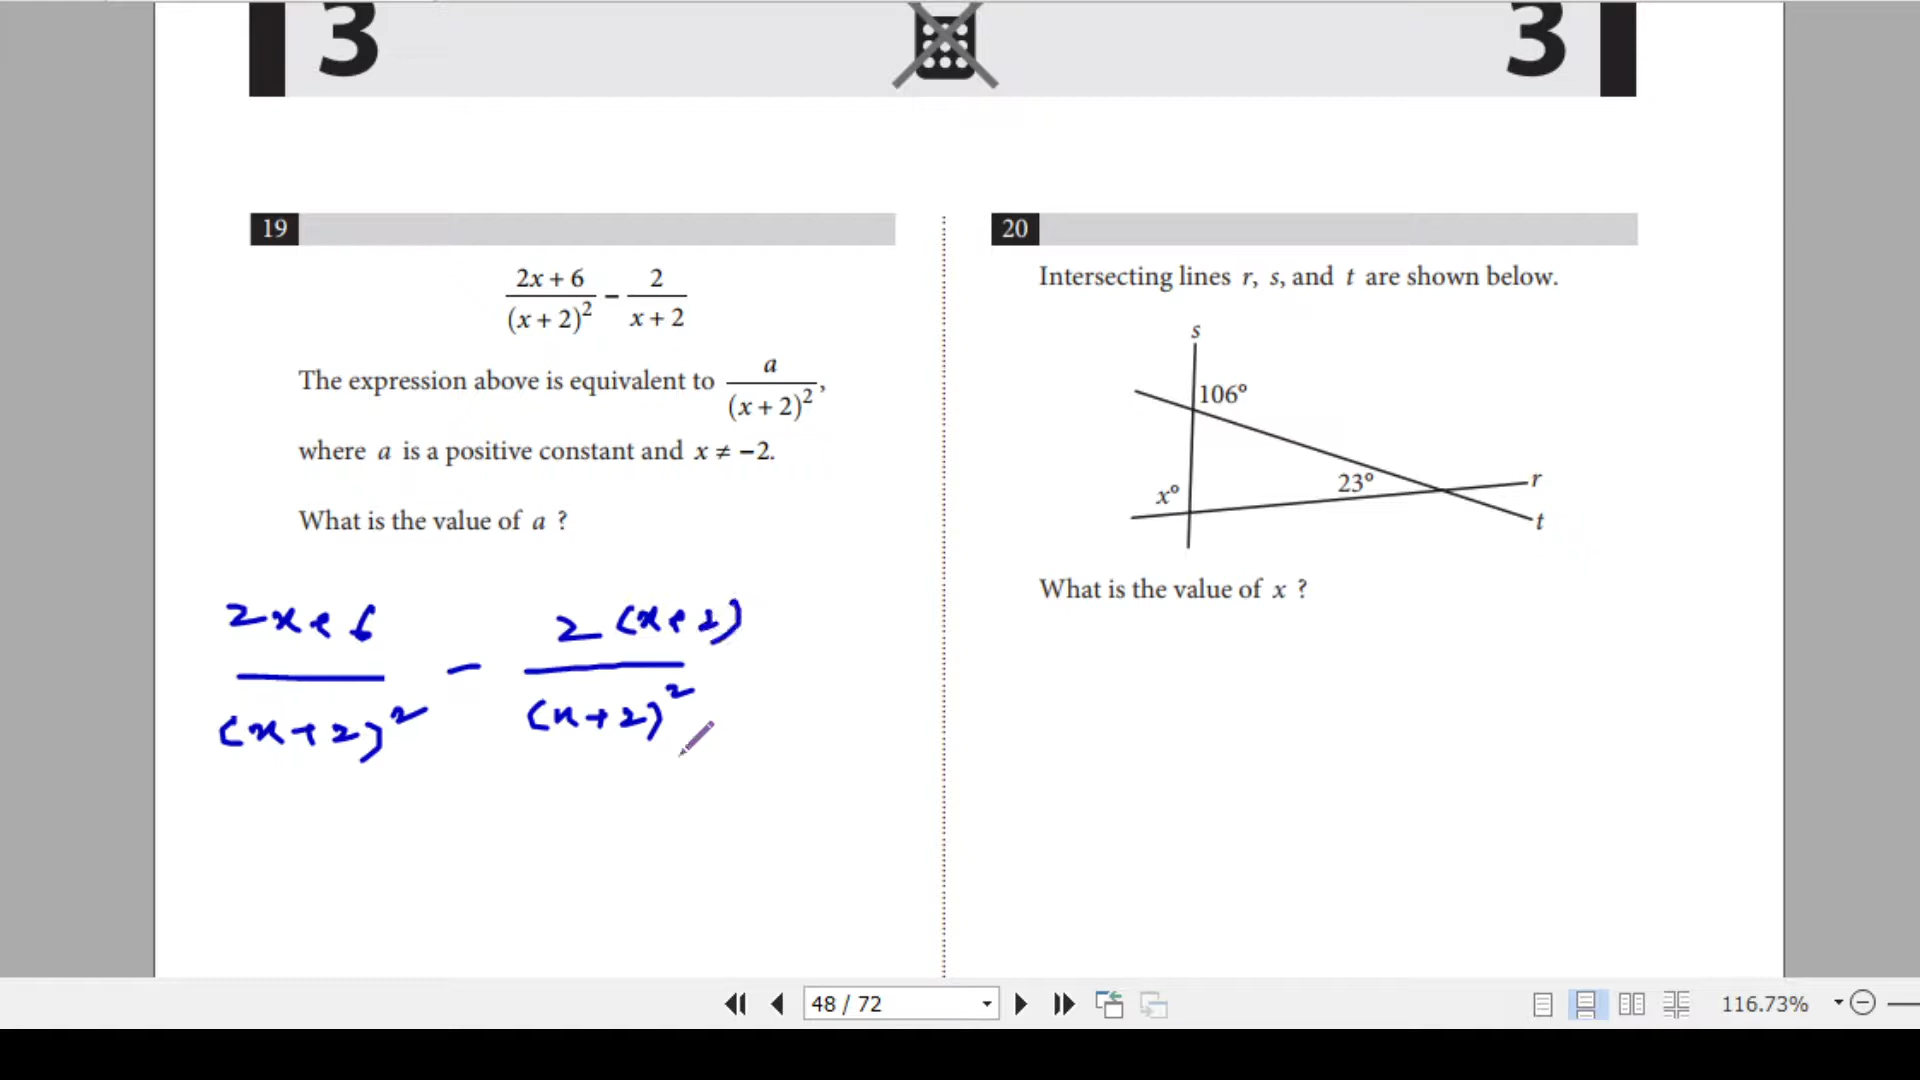 3 3
19
2x + 6 / (x + 2)² − 2 / x + 2
The expression above is equivalent to a / (x + 2)²,
where a is a positive constant and x ≠ −2.
What is the value of a ?
2x+6 / (x+2)² − 2(x+2) / (x+2)²
20
Intersecting lines r, s, and t are shown below.
s
106°
23°
r
x°
t
What is the value of x ?
48 / 72
116.73%